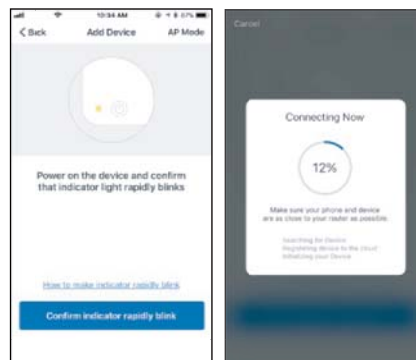 10:34 AM
67%
Back
Add Device
AP Mode
Power on the device and confirm
that indicator light rapidly blinks
How to make indicator rapidly blink
Confirm indicator rapidly blink
Cancel
Connecting Now
12%
Make sure your phone and device
are as close to your router as possible.
Searching for Device
Registering device to the cloud
Initializing your Device